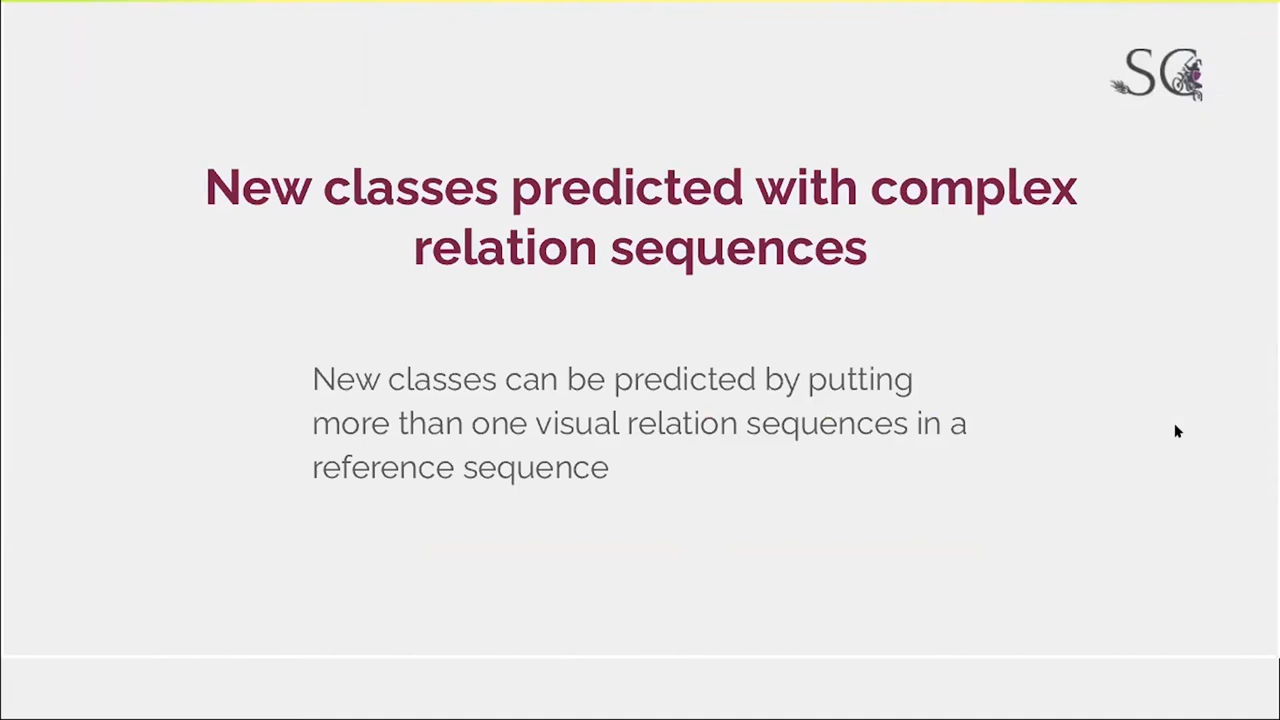 SC
New classes predicted with complex
relation sequences
New classes can be predicted by putting
more than one visual relation sequences in a
reference sequence